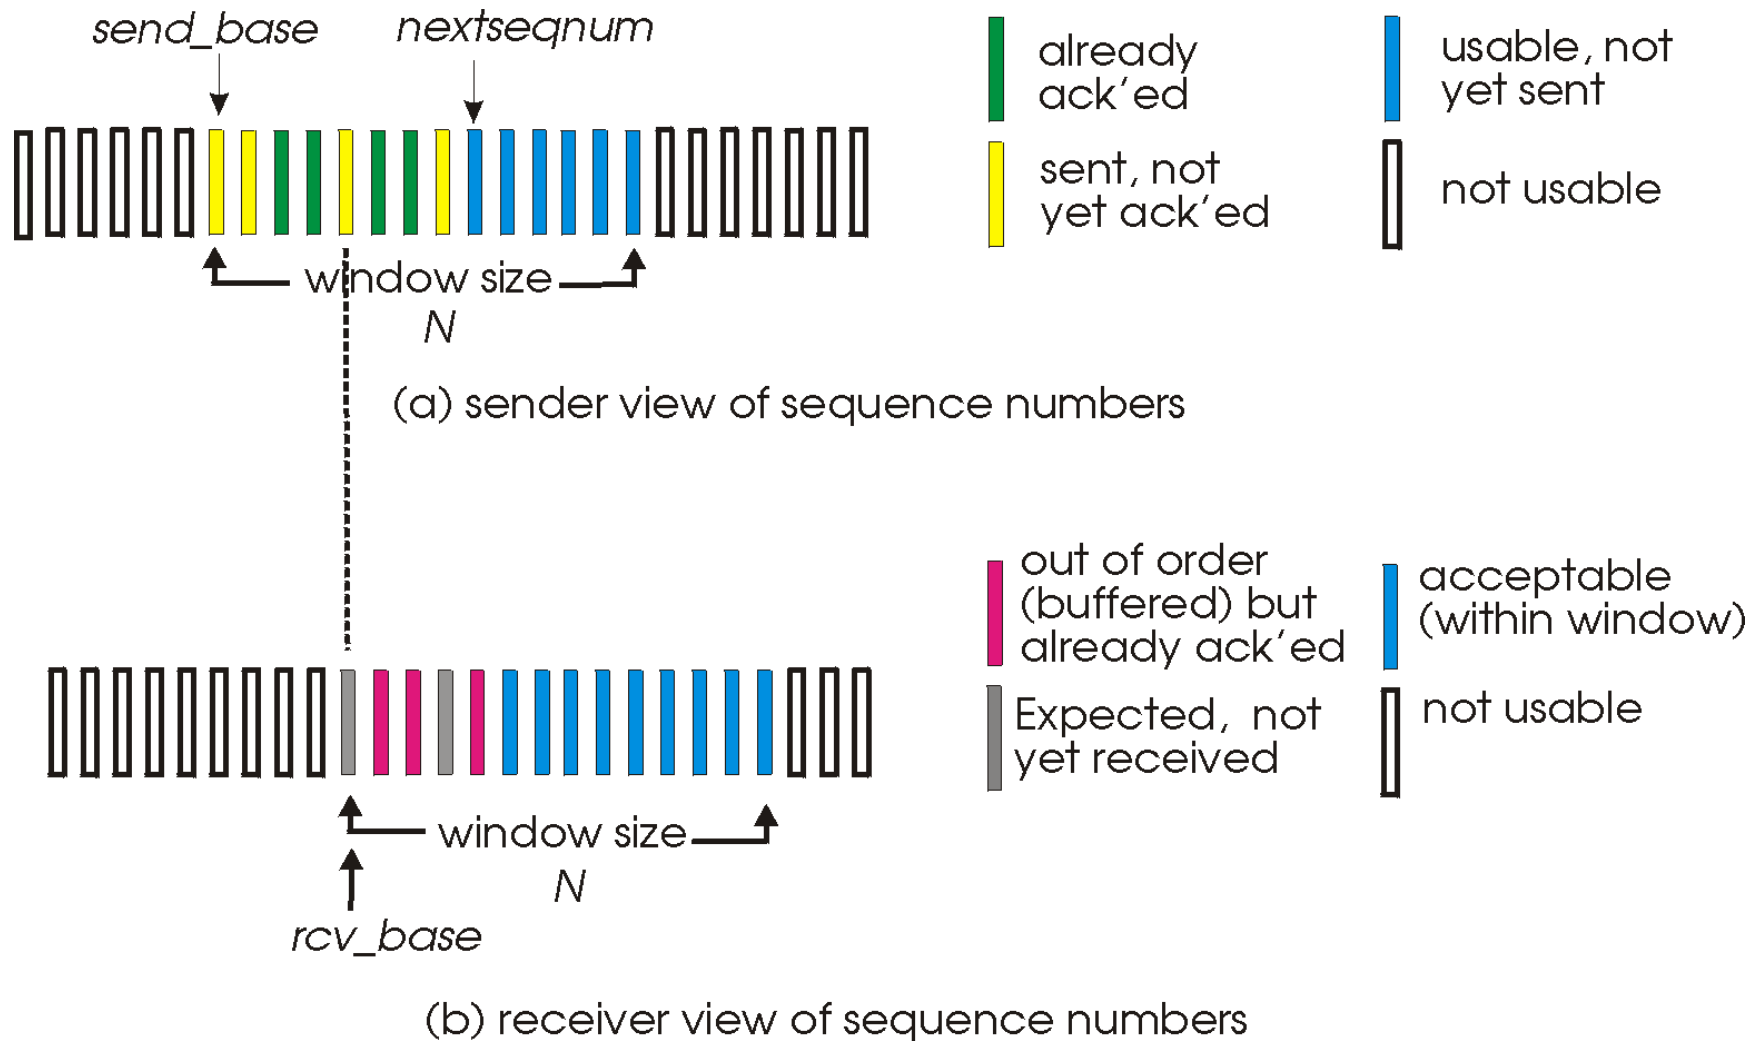 send_base
nextseqnum
already
ack'ed
usable, not
yet sent
sent, not
yet ack'ed
not usable
window size
N
(a) sender view of sequence numbers
out of order
(buffered) but
already ack'ed
acceptable
(within window)
Expected, not
yet received
not usable
window size
N
rcv_base
(b) receiver view of sequence numbers